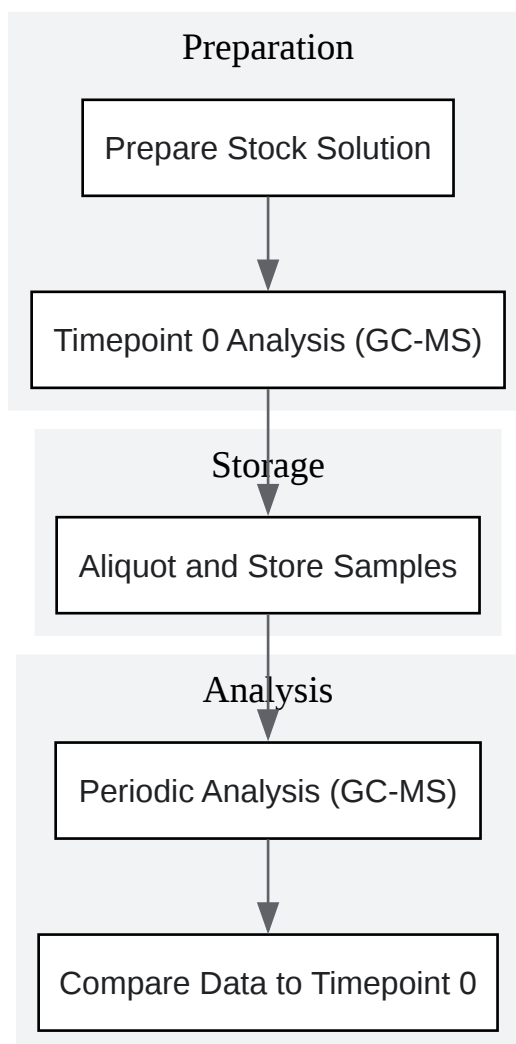 Preparation
Prepare Stock Solution
Timepoint 0 Analysis (GC-MS)
Storage
Aliquot and Store Samples
Analysis
Periodic Analysis (GC-MS)
Compare Data to Timepoint 0